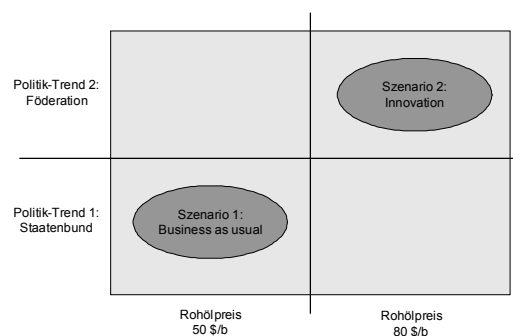 Politik-Trend 2:
Föderation
Szenario 2:
Innovation
Politik-Trend 1:
Staatenbund
Szenario 1:
Business as usual
Rohölpreis
50 $/b
Rohölpreis
80 $/b